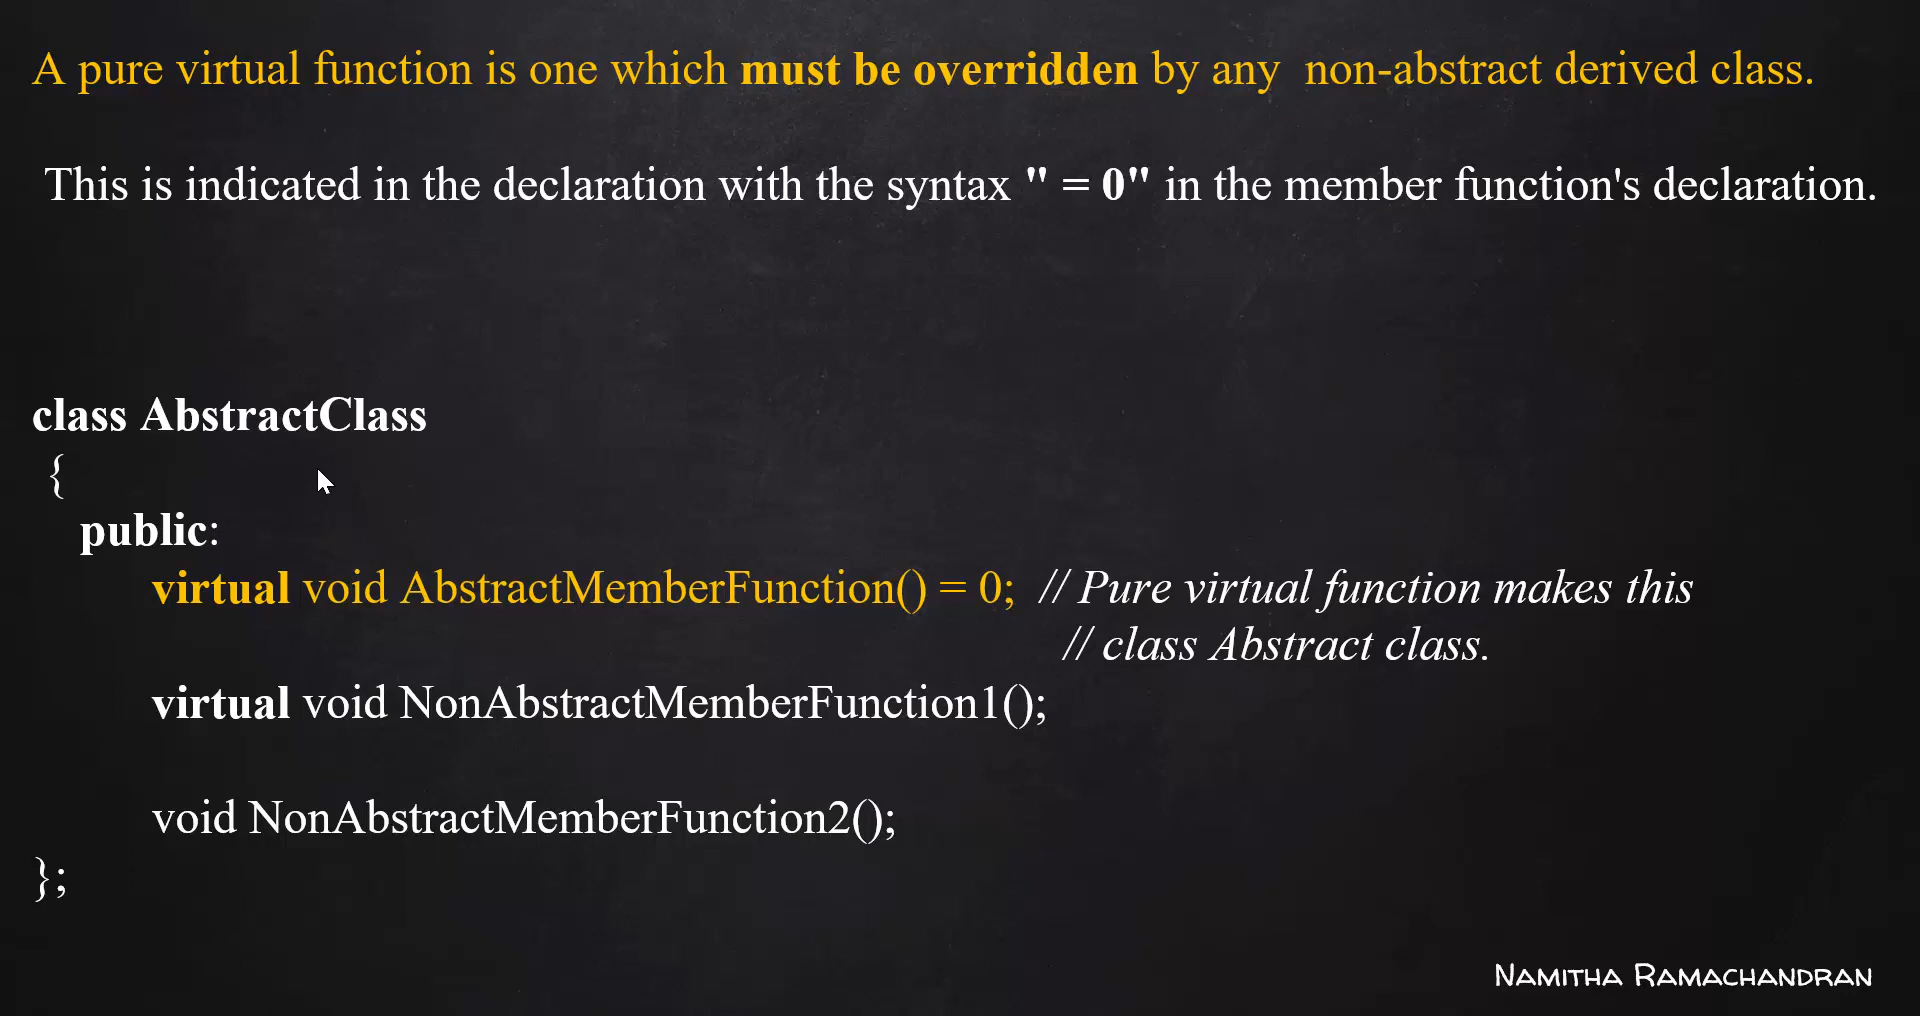 A pure virtual function is one which must be overridden by any non-abstract derived class.
This is indicated in the declaration with the syntax " = 0" in the member function's declaration.
class AbstractClass
{
public:
virtual void AbstractMemberFunction() = 0; // Pure virtual function makes this
// class Abstract class.
virtual void NonAbstractMemberFunction1();
void NonAbstractMemberFunction2();
};
Namitha Ramachandran